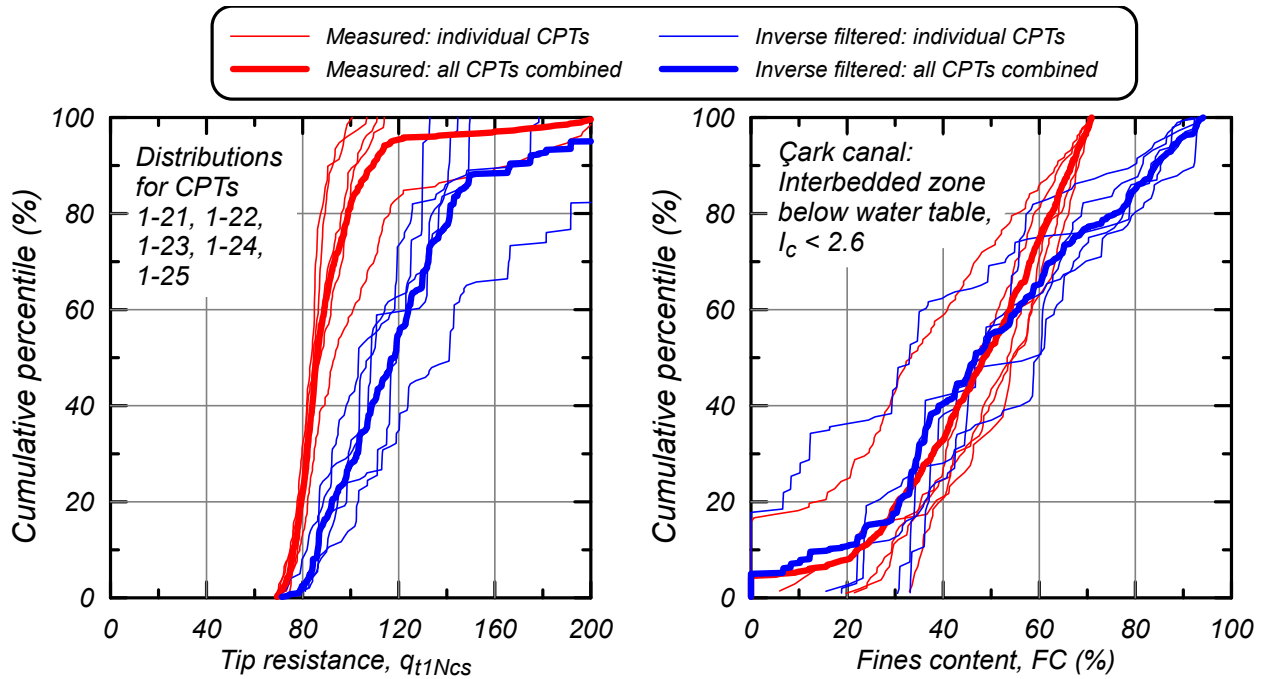 Measured: individual CPTs
Inverse filtered: individual CPTs
Measured: all CPTs combined
Inverse filtered: all CPTs combined
Cumulative percentile (%)
100
80
60
40
20
0
Distributions
for CPTs
1-21, 1-22,
1-23, 1-24,
1-25
0 40 80 120 160 200
Tip resistance, qt1Ncs
Cumulative percentile (%)
100
80
60
40
20
0
Çark canal:
Interbedded zone
below water table,
Ic < 2.6
0 20 40 60 80 100
Fines content, FC (%)